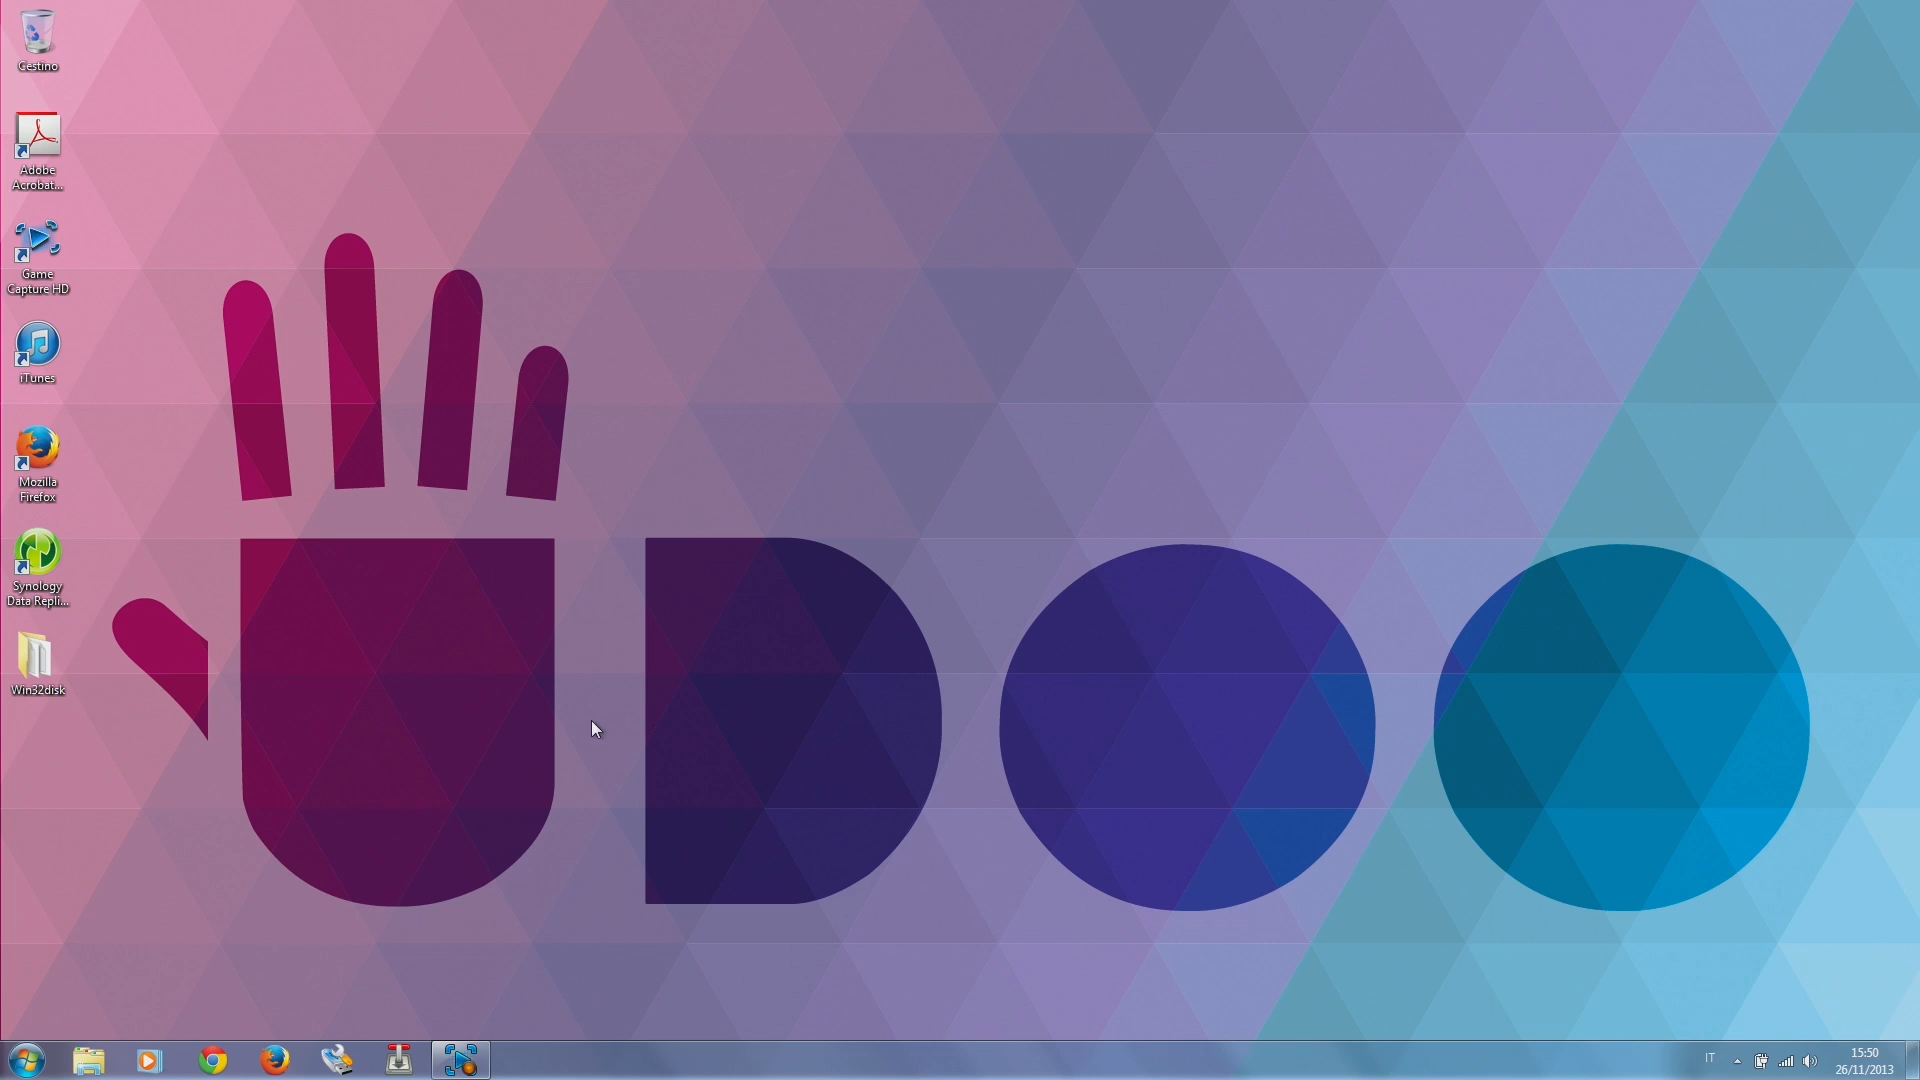 Cestino
Adobe
Acrobat...
Game
Capture HD
iTunes
Mozilla
Firefox
Synology
Data Repli...
Win32disk
UDOO
IT
15:50
26/11/2013